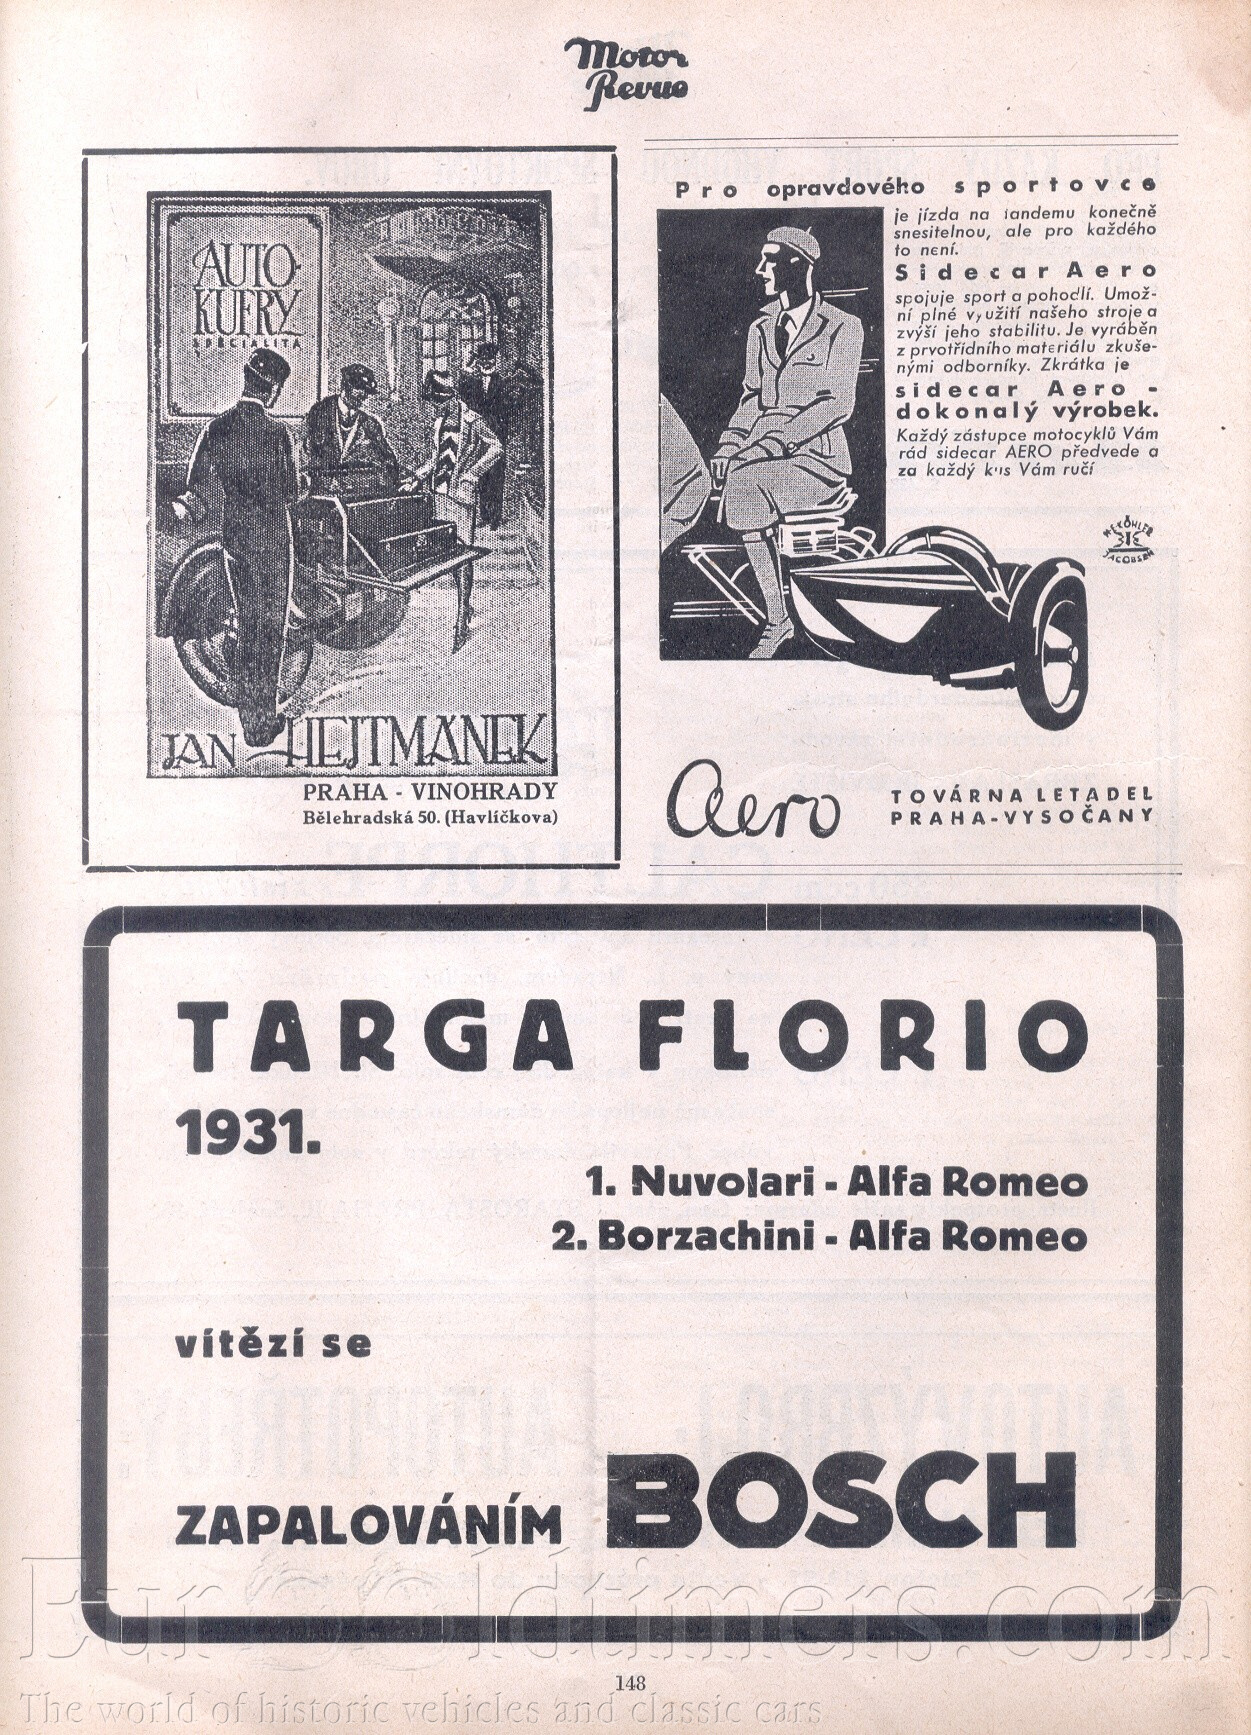 Motor
Revue
AUTO-
KUFRY
SPECIALITA
JAN HEJTMÁNEK
PRAHA - VINOHRADY
Bělehradská 50. (Havlíčkova)
Pro opravdového sportovce
je jízda na tandemu konečně
snesitelnou, ale pro každého
to není.
Sidecar Aero
spojuje sport a pohodlí. Umož-
ní plné využití našeho stroje a
zvýší jeho stabilitu. Je vyráběn
z prvotřídního materiálu zkuše-
nými odborníky. Zkrátka je
sidecar Aero -
dokonalý výrobek.
Každý zástupce motocyklů Vám
rád sidecar AERO předvede a
za každý kus Vám ručí
JACOBSEN
Aero
TOVÁRNA LETADEL
PRAHA-VYSOČANY
TARGA FLORIO
1931.
1. Nuvolari - Alfa Romeo
2. Borzachini - Alfa Romeo
vítězí se
ZAPALOVÁNÍM BOSCH
148
EuroOldtimers.com
The world of historic vehicles and classic cars